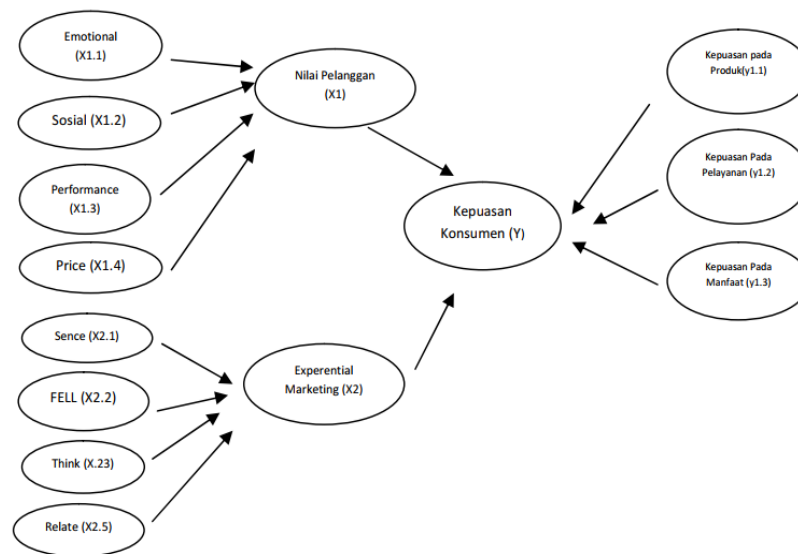 Emotional
(X1.1)
Sosial (X1.2)
Performance
(X1.3)
Price (X1.4)
Sence (X2.1)
FELL (X2.2)
Think (X.23)
Relate (X2.5)
Nilai Pelanggan
(X1)
Experential
Marketing (X2)
Kepuasan
Konsumen (Y)
Kepuasan pada
Produk(y1.1)
Kepuasan Pada
Pelayanan (y1.2)
Kepuasan Pada
Manfaat (y1.3)